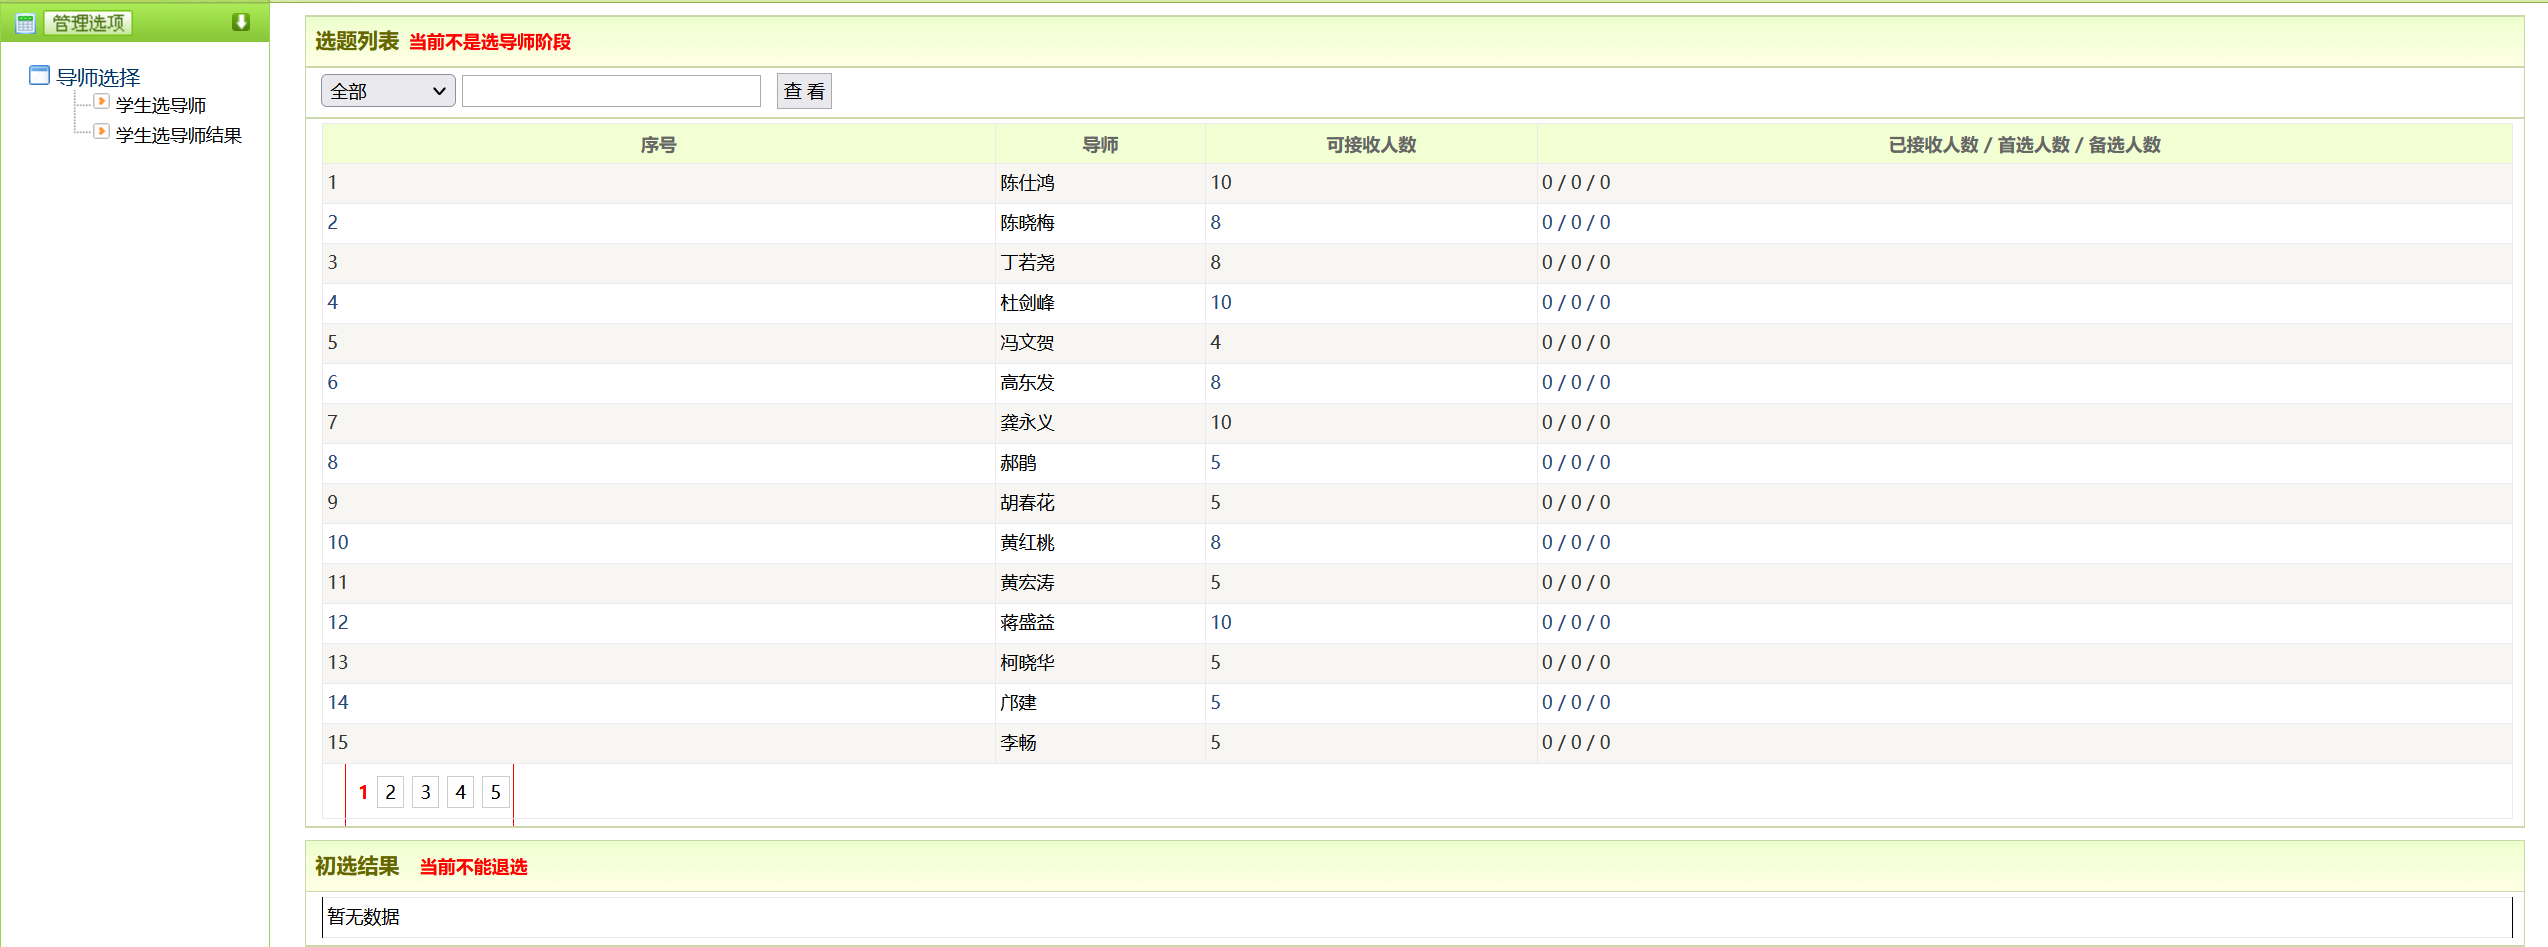 管理选项
导师选择
学生选导师
学生选导师结果
选题列表 当前不是选导师阶段
全部 查 看
序号 导师 可接收人数 已接收人数 / 首选人数 / 备选人数
1 陈仕鸿 10 0 / 0 / 0
2 陈晓梅 8 0 / 0 / 0
3 丁若尧 8 0 / 0 / 0
4 杜剑峰 10 0 / 0 / 0
5 冯文贺 4 0 / 0 / 0
6 高东发 8 0 / 0 / 0
7 龚永义 10 0 / 0 / 0
8 郝鹃 5 0 / 0 / 0
9 胡春花 5 0 / 0 / 0
10 黄红桃 8 0 / 0 / 0
11 黄宏涛 5 0 / 0 / 0
12 蒋盛益 10 0 / 0 / 0
13 柯晓华 5 0 / 0 / 0
14 邝建 5 0 / 0 / 0
15 李畅 5 0 / 0 / 0
1 2 3 4 5
初选结果 当前不能退选
暂无数据